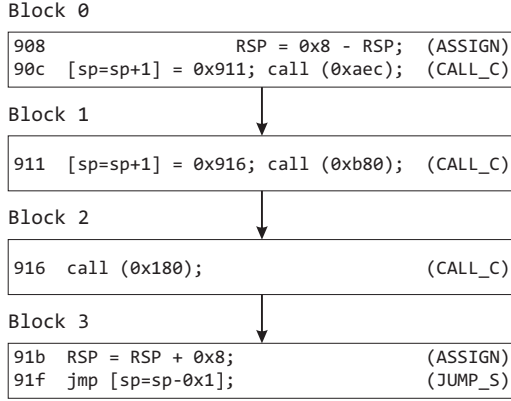 Block 0
908 RSP = 0x8 - RSP; (ASSIGN)
90c [sp=sp+1] = 0x911; call (0xaec); (CALL_C)
Block 1
911 [sp=sp+1] = 0x916; call (0xb80); (CALL_C)
Block 2
916 call (0x180); (CALL_C)
Block 3
91b RSP = RSP + 0x8; (ASSIGN)
91f jmp [sp=sp-0x1]; (JUMP_S)